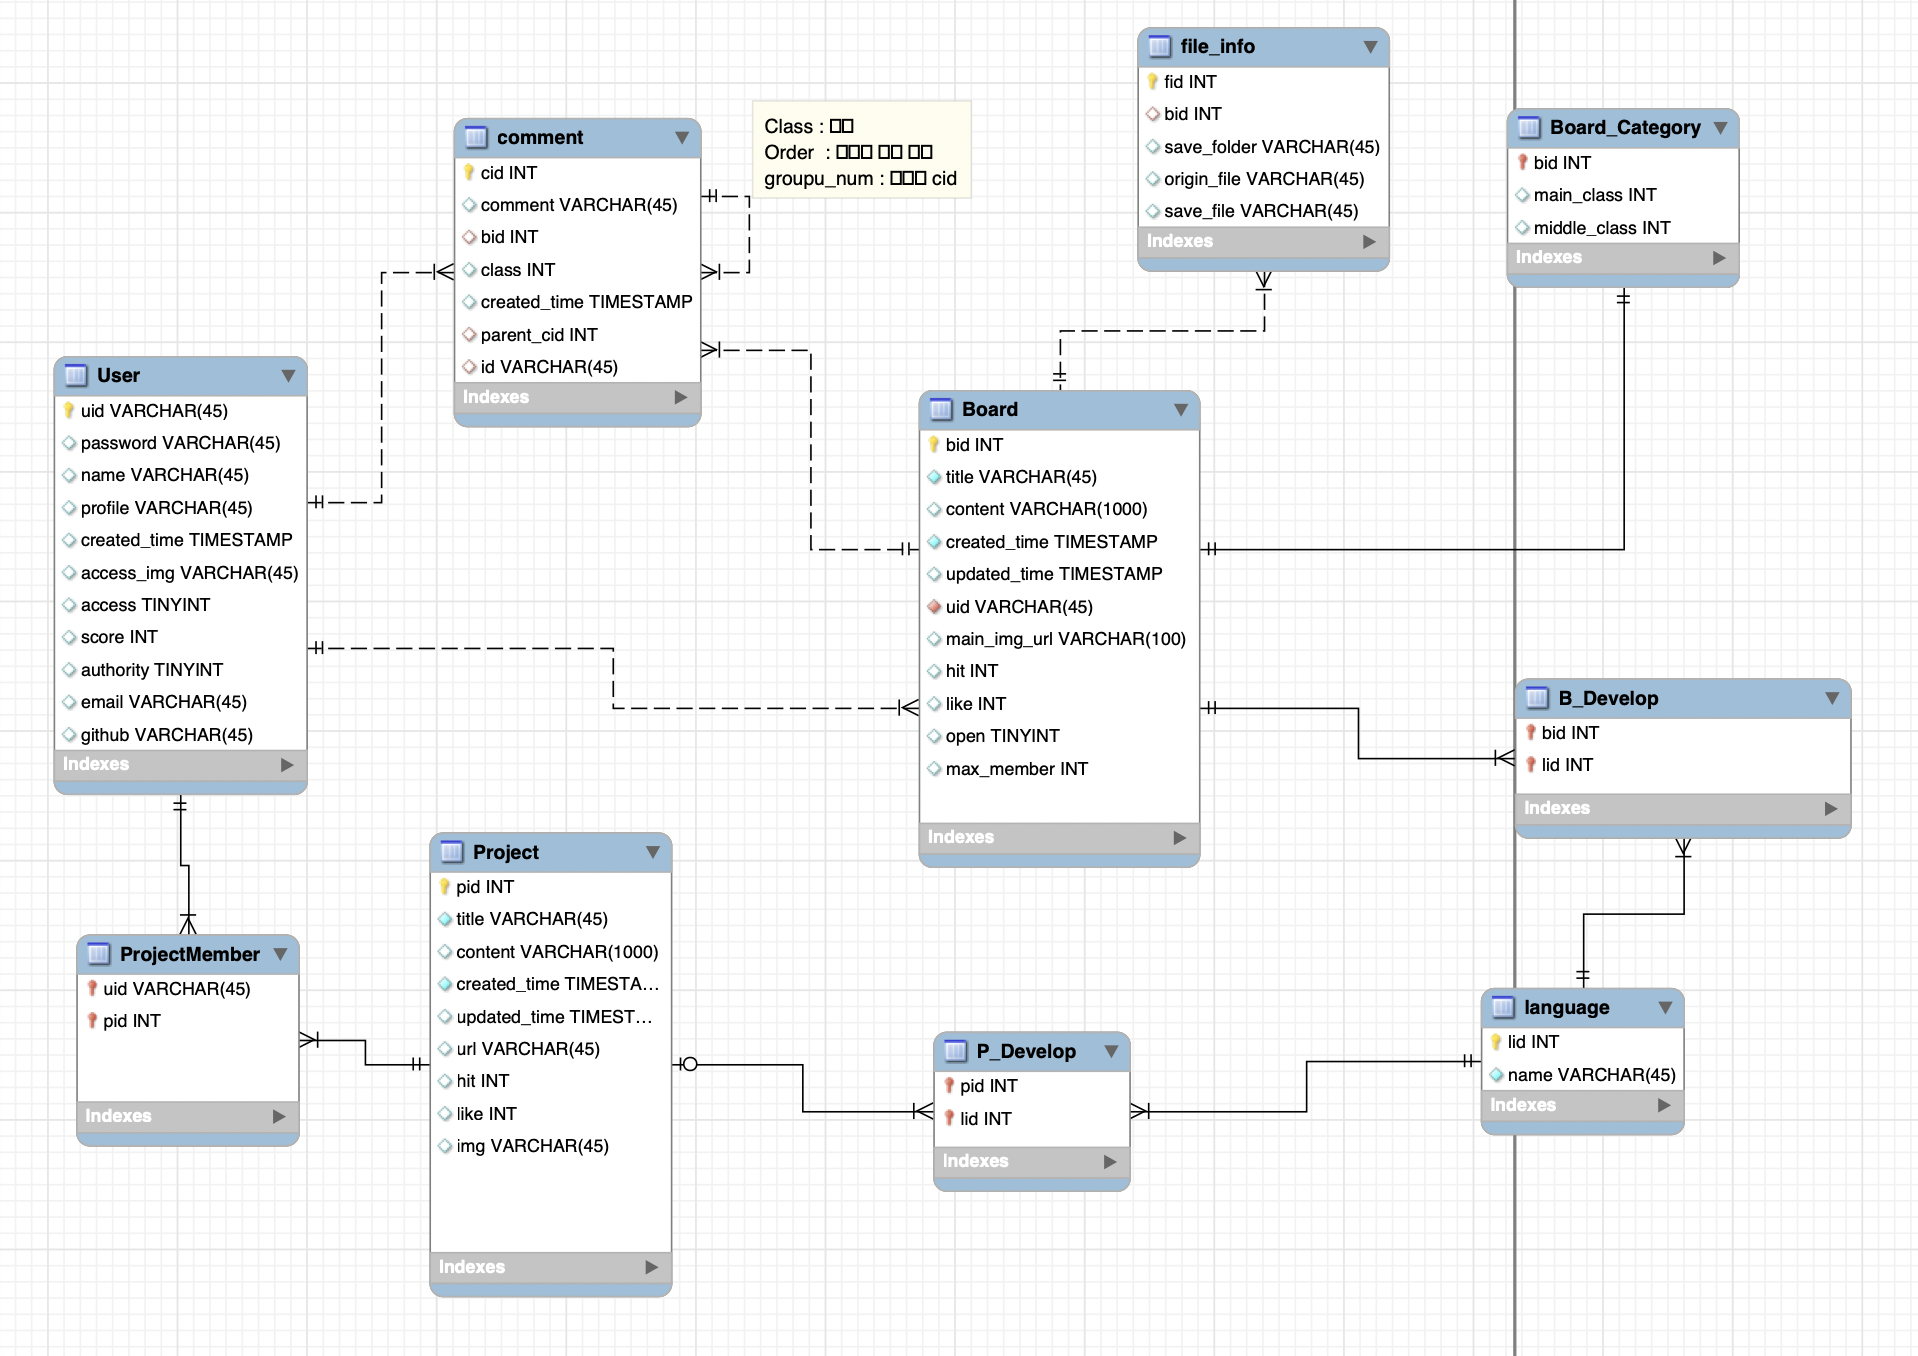 file_info
fid INT
bid INT
save_folder VARCHAR(45)
origin_file VARCHAR(45)
save_file VARCHAR(45)
Indexes
Board_Category
bid INT
main_class INT
middle_class INT
Indexes
comment
cid INT
comment VARCHAR(45)
bid INT
class INT
created_time TIMESTAMP
parent_cid INT
id VARCHAR(45)
Indexes
Class :
Order :
groupu_num : cid
User
uid VARCHAR(45)
password VARCHAR(45)
name VARCHAR(45)
profile VARCHAR(45)
created_time TIMESTAMP
access_img VARCHAR(45)
access TINYINT
score INT
authority TINYINT
email VARCHAR(45)
github VARCHAR(45)
Indexes
Board
bid INT
title VARCHAR(45)
content VARCHAR(1000)
created_time TIMESTAMP
updated_time TIMESTAMP
uid VARCHAR(45)
main_img_url VARCHAR(100)
hit INT
like INT
open TINYINT
max_member INT
Indexes
B_Develop
bid INT
lid INT
Indexes
Project
pid INT
title VARCHAR(45)
content VARCHAR(1000)
created_time TIMESTA...
updated_time TIMEST...
url VARCHAR(45)
hit INT
like INT
img VARCHAR(45)
Indexes
ProjectMember
uid VARCHAR(45)
pid INT
Indexes
P_Develop
pid INT
lid INT
Indexes
language
lid INT
name VARCHAR(45)
Indexes